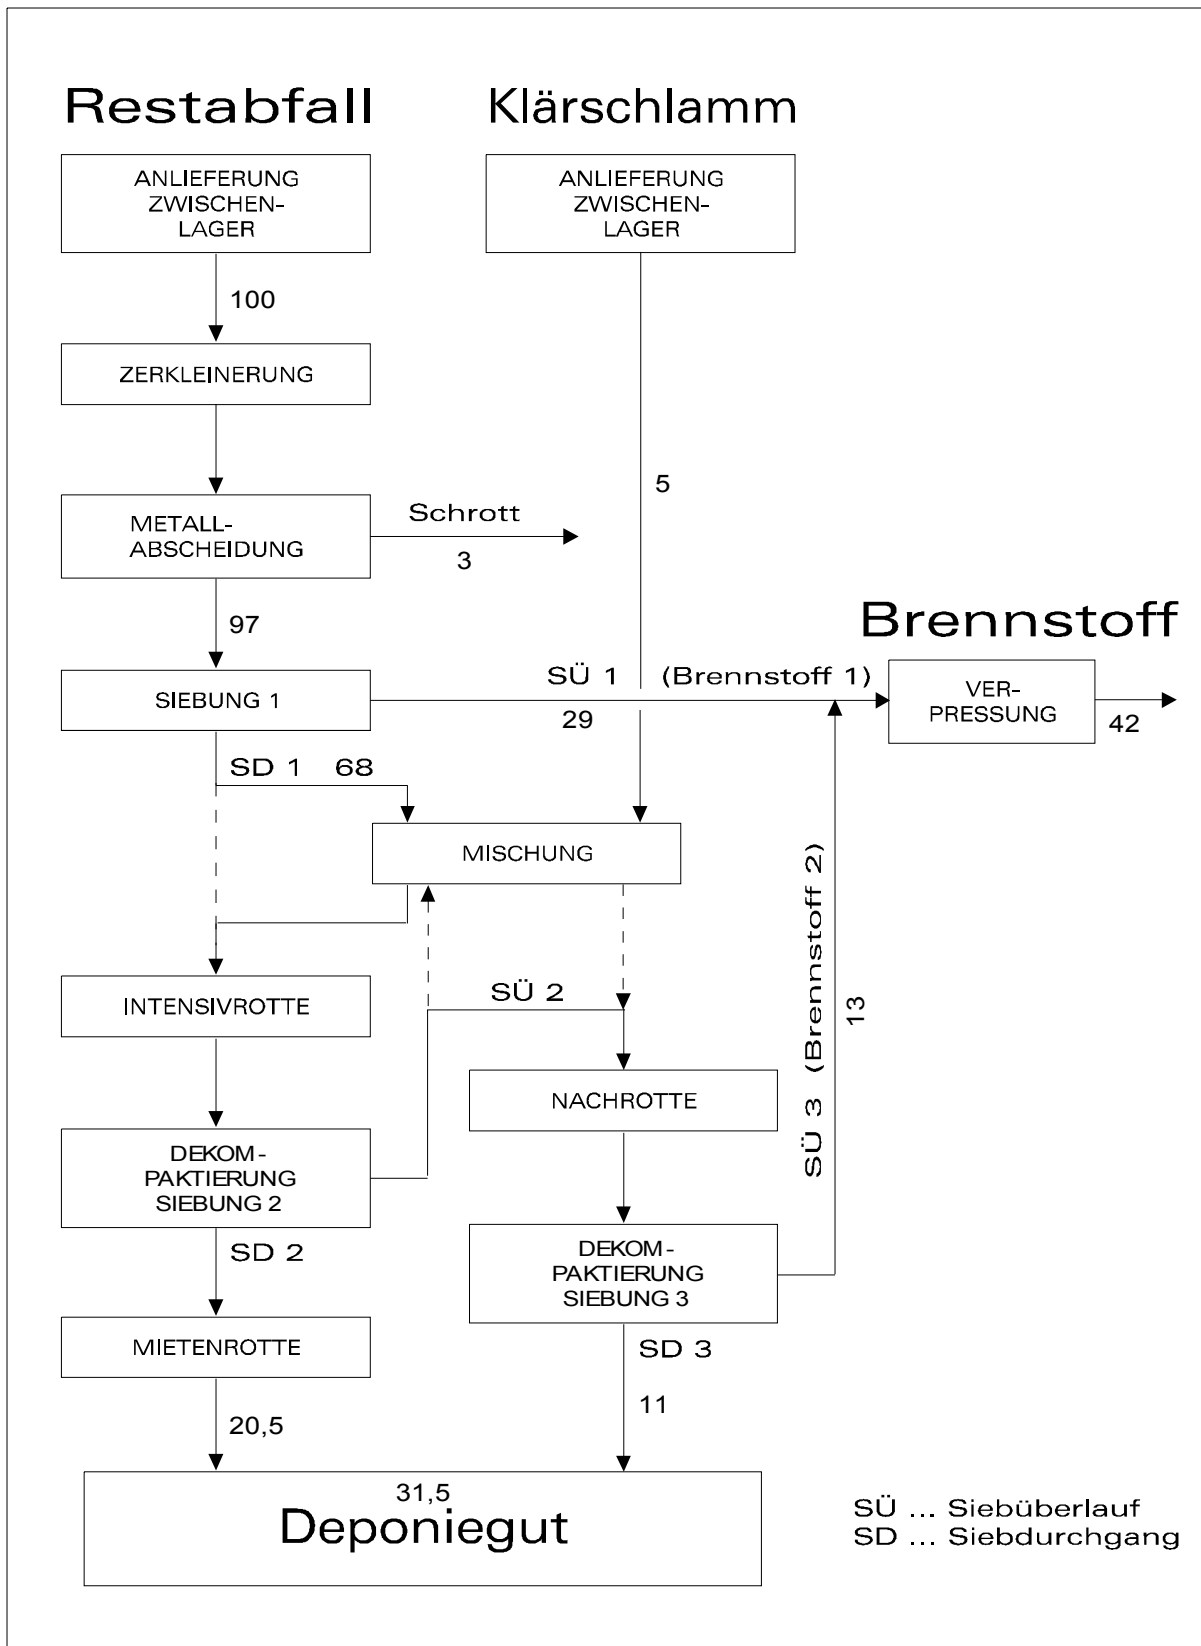 Restabfall
Klärschlamm
ANLIEFERUNG
ZWISCHEN-
LAGER
ANLIEFERUNG
ZWISCHEN-
LAGER
100
ZERKLEINERUNG
5
METALL-
ABSCHEIDUNG
Schrott
3
97
Brennstoff
SIEBUNG 1
SÜ 1 (Brennstoff 1)
29
VER-
PRESSUNG
42
SD 1 68
MISCHUNG
SÜ 3 (Brennstoff 2)
13
INTENSIVROTTE
SÜ 2
NACHROTTE
DEKOM-
PAKTIERUNG
SIEBUNG 2
SD 2
DEKOM-
PAKTIERUNG
SIEBUNG 3
MIETENROTTE
SD 3
20,5
11
31,5
Deponiegut
SÜ ... Siebüberlauf
SD ... Siebdurchgang